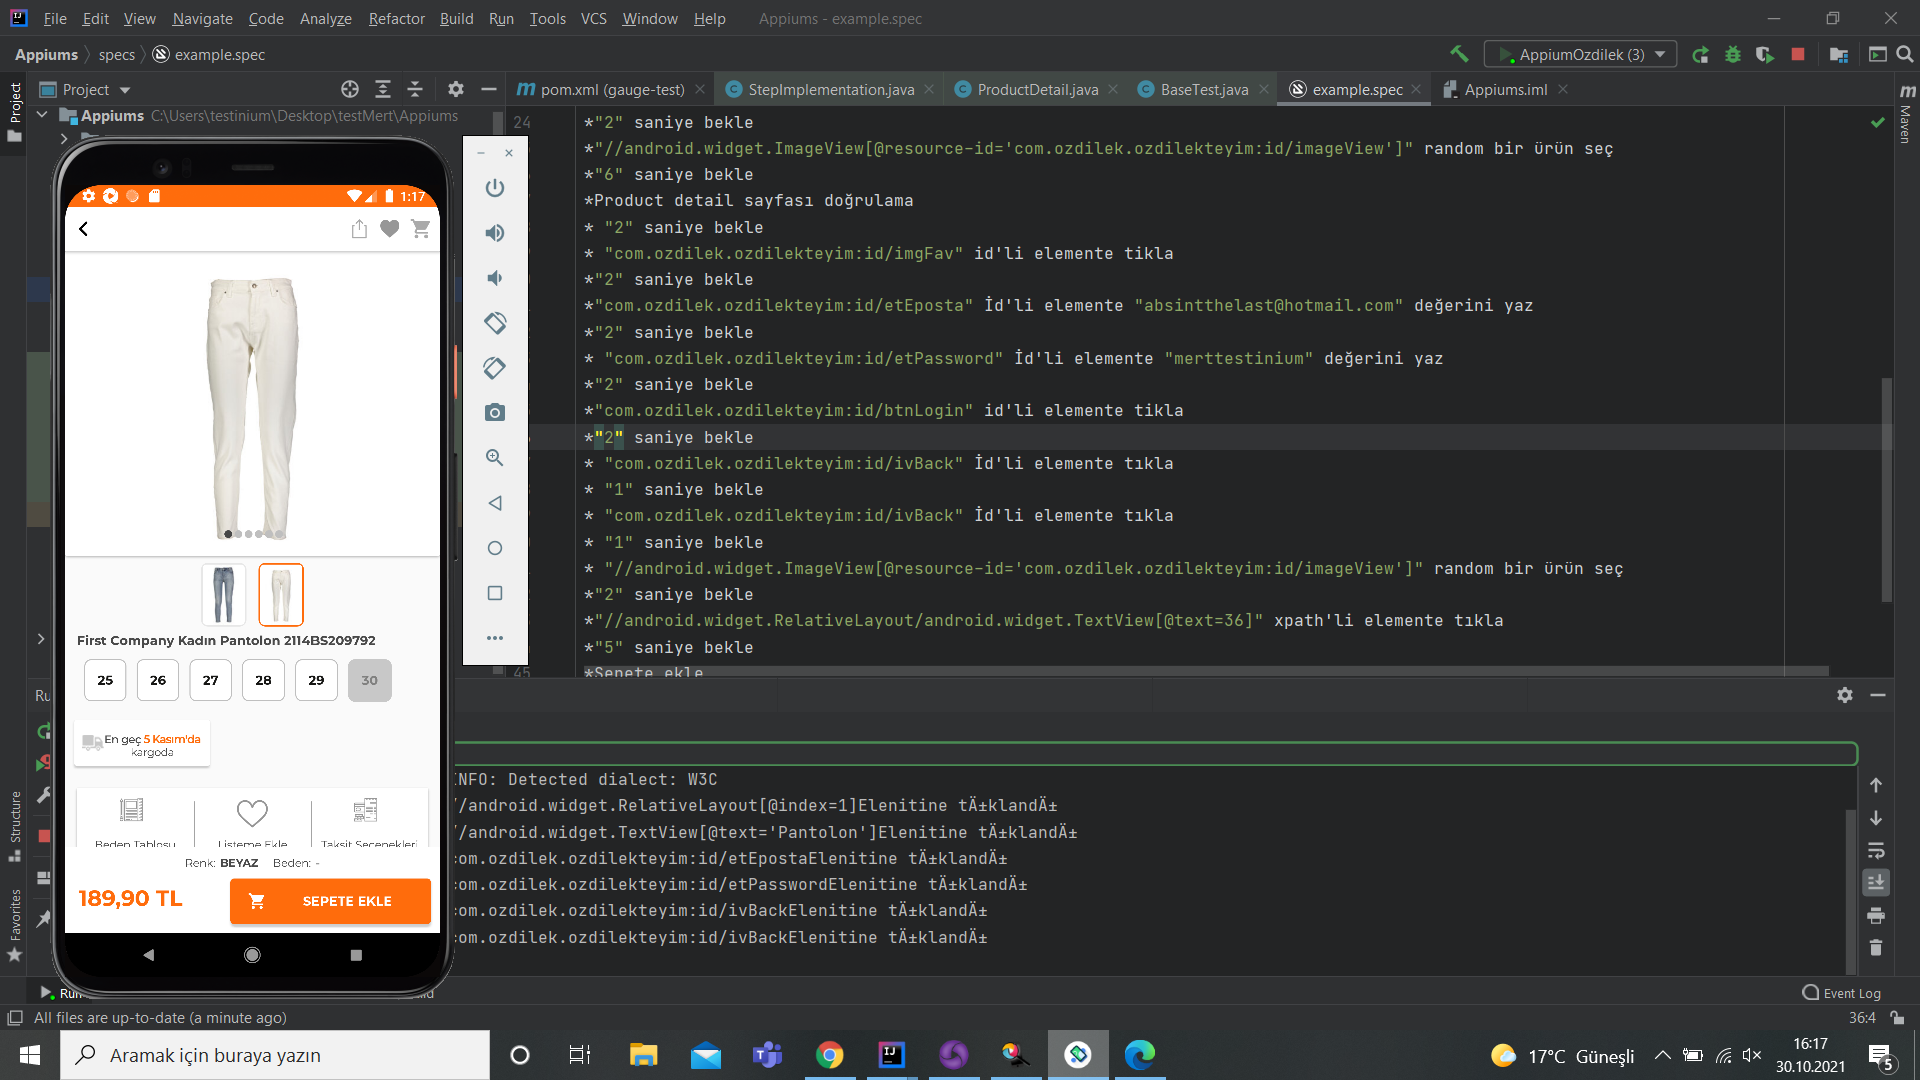 File Edit View Navigate Code Analyze Refactor Build Run Tools VCS Window Help Appiums - example.spec
Appiums specs example.spec AppiumOzdilek (3)
Project pom.xml (gauge-test) StepImplementation.java ProductDetail.java BaseTest.java example.spec Appiums.iml
Project
Maven
Appiums C:\Users\testinium\Desktop\testMert\Appiums
24 *"2" saniye bekle
*"//android.widget.ImageView[@resource-id='com.ozdilek.ozdilekteyim:id/imageView']" random bir ürün seç
*"6" saniye bekle
*Product detail sayfası doğrulama
* "2" saniye bekle
* "com.ozdilek.ozdilekteyim:id/imgFav" id'li elemente tikla
*"2" saniye bekle
*"com.ozdilek.ozdilekteyim:id/etEposta" İd'li elemente "absintthelast@hotmail.com" değerini yaz
*"2" saniye bekle
* "com.ozdilek.ozdilekteyim:id/etPassword" İd'li elemente "merttestinium" değerini yaz
*"2" saniye bekle
*"com.ozdilek.ozdilekteyim:id/btnLogin" id'li elemente tikla
*"2" saniye bekle
* "com.ozdilek.ozdilekteyim:id/ivBack" İd'li elemente tıkla
* "1" saniye bekle
* "com.ozdilek.ozdilekteyim:id/ivBack" İd'li elemente tıkla
* "1" saniye bekle
* "//android.widget.ImageView[@resource-id='com.ozdilek.ozdilekteyim:id/imageView']" random bir ürün seç
*"2" saniye bekle
*"//android.widget.RelativeLayout/android.widget.TextView[@text=36]" xpath'li elemente tıkla
*"5" saniye bekle
45 *Sepete ekle
1:17
First Company Kadın Pantolon 2114BS209792
25 26 27 28 29 30
En geç 5 Kasım'da
kargoda
Beden Tablosu Listeme Ekle Taksit Seçenekleri
Renk: BEYAZ Beden: -
189,90 TL SEPETE EKLE
Ru
INFO: Detected dialect: W3C
//android.widget.RelativeLayout[@index=1]Elenitine tÄ±klandÄ±
//android.widget.TextView[@text='Pantolon']Elenitine tÄ±klandÄ±
com.ozdilek.ozdilekteyim:id/etEpostaElenitine tÄ±klandÄ±
com.ozdilek.ozdilekteyim:id/etPasswordElenitine tÄ±klandÄ±
com.ozdilek.ozdilekteyim:id/ivBackElenitine tÄ±klandÄ±
com.ozdilek.ozdilekteyim:id/ivBackElenitine tÄ±klandÄ±
Structure
Favorites
Run Event Log
All files are up-to-date (a minute ago) 36:4
Aramak için buraya yazın 17°C Güneşli 16:17
30.10.2021 5